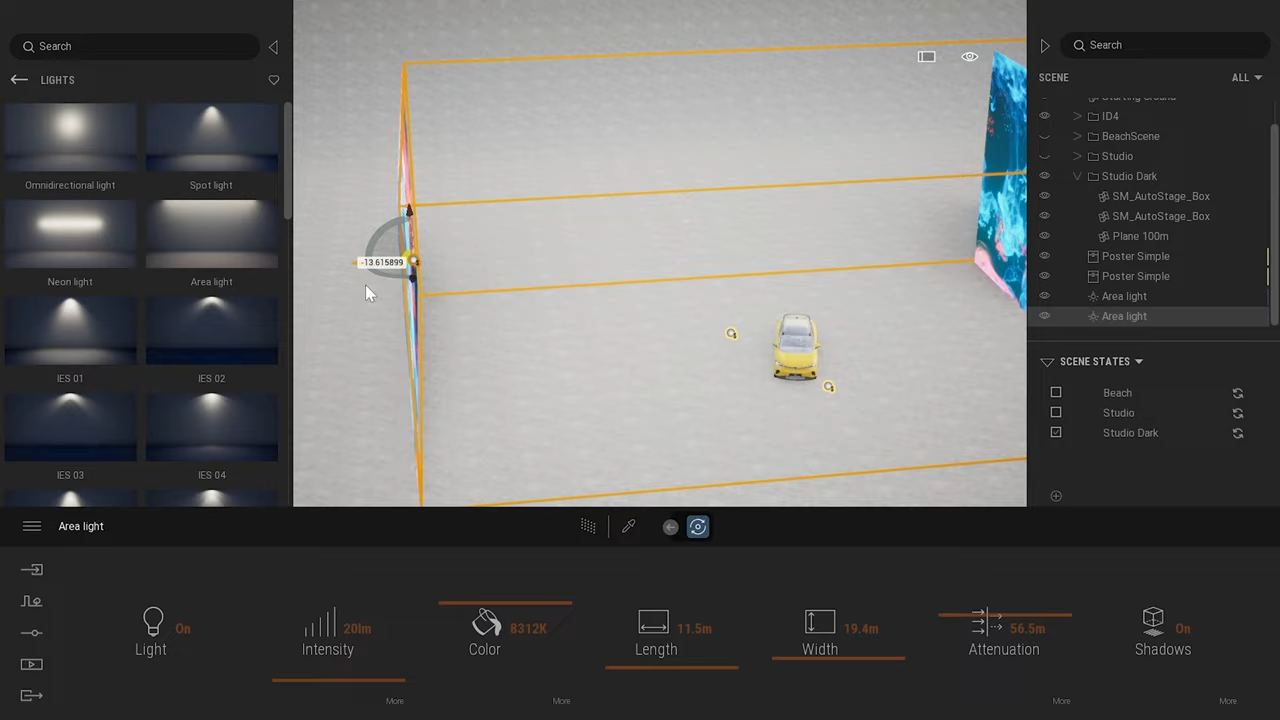 Search
LIGHTS
Omnidirectional light
Spot light
Neon light
Area light
IES 01
IES 02
IES 03
IES 04
-13.615899
Search
SCENE
ALL
Starting Ground
ID4
BeachScene
Studio
Studio Dark
SM_AutoStage_Box
SM_AutoStage_Box
Plane 100m
Poster Simple
Poster Simple
Area light
Area light
SCENE STATES
Beach
Studio
Studio Dark
Area light
On
Light
20lm
Intensity
More
8312K
Color
More
11.5m
Length
19.4m
Width
56.5m
Attenuation
More
On
Shadows
More